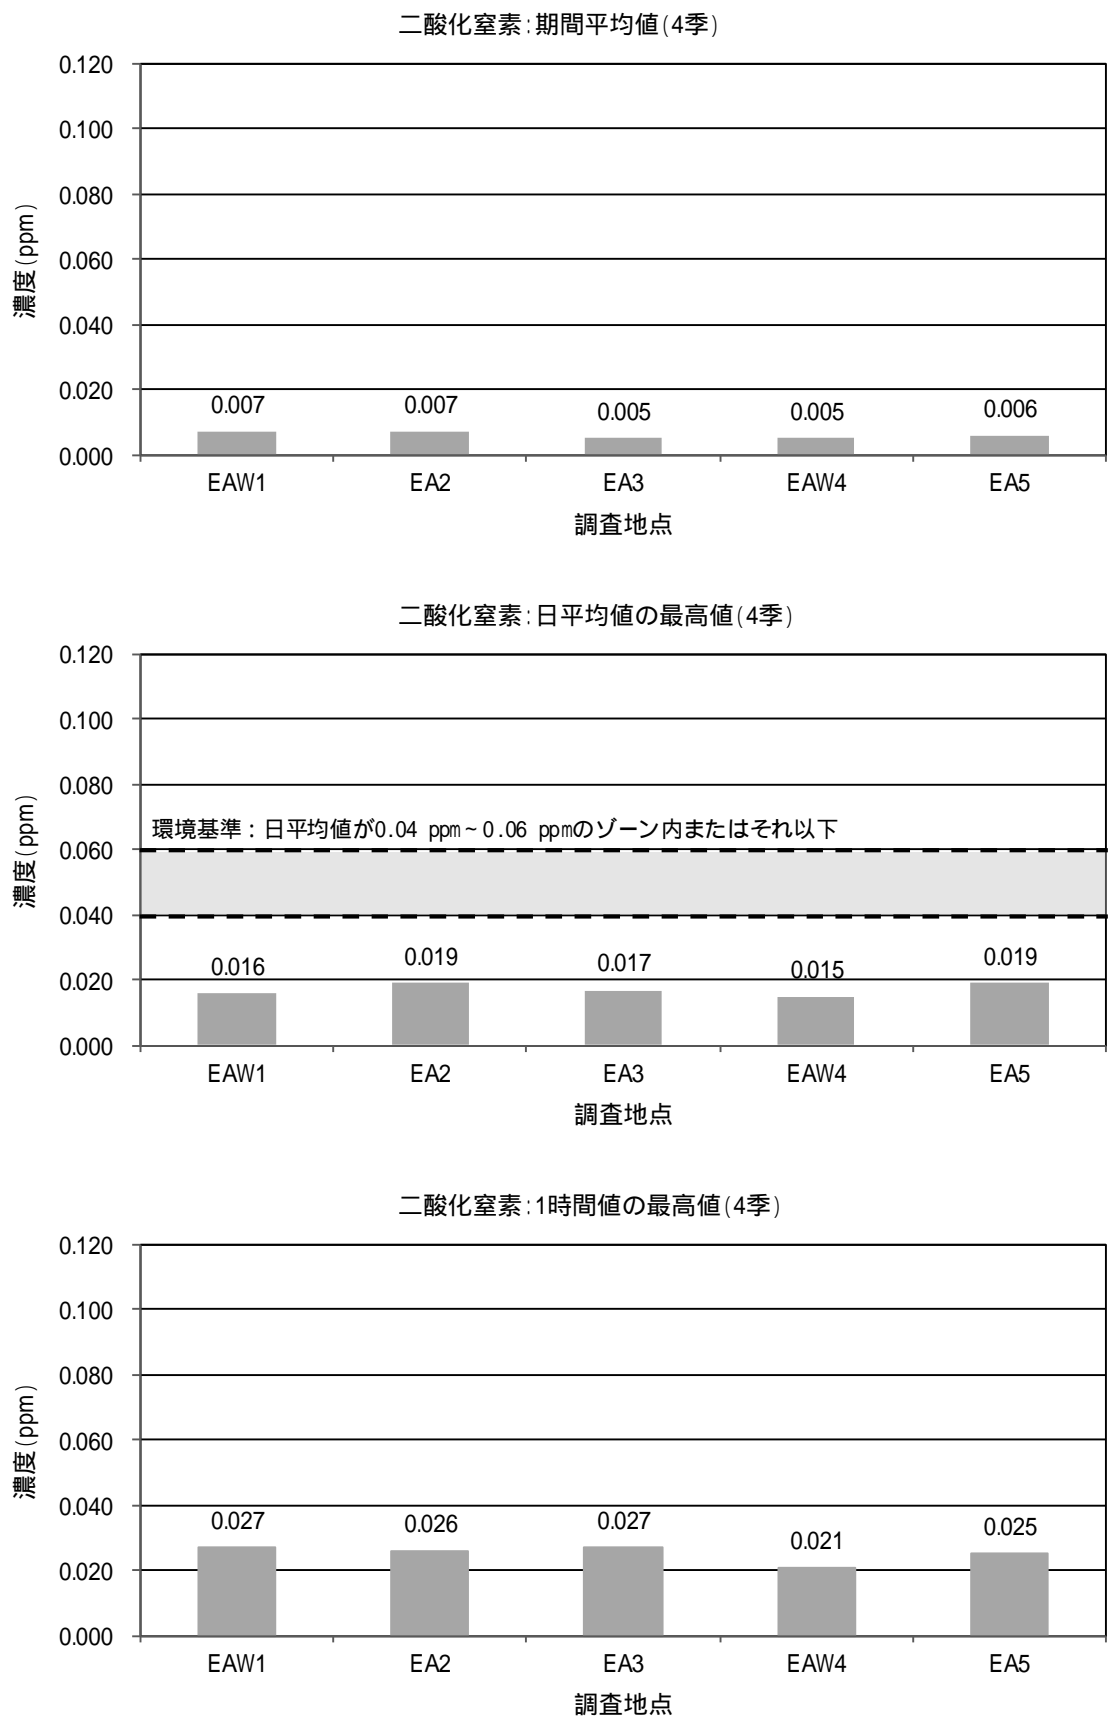 二酸化窒素:期間平均値(4季)
0.120
0.100
0.080
0.060
0.040
0.020
0.000
濃度(ppm)
0.007 0.007 0.005 0.005 0.006
EAW1 EA2 EA3 EAW4 EA5
調査地点
二酸化窒素:日平均値の最高値(4季)
0.120
0.100
0.080
0.060
0.040
0.020
0.000
濃度(ppm)
環境基準:日平均値が0.04 ppm~0.06 ppmのゾーン内またはそれ以下
0.016 0.019 0.017 0.015 0.019
EAW1 EA2 EA3 EAW4 EA5
調査地点
二酸化窒素:1時間値の最高値(4季)
0.120
0.100
0.080
0.060
0.040
0.020
0.000
濃度(ppm)
0.027 0.026 0.027 0.021 0.025
EAW1 EA2 EA3 EAW4 EA5
調査地点